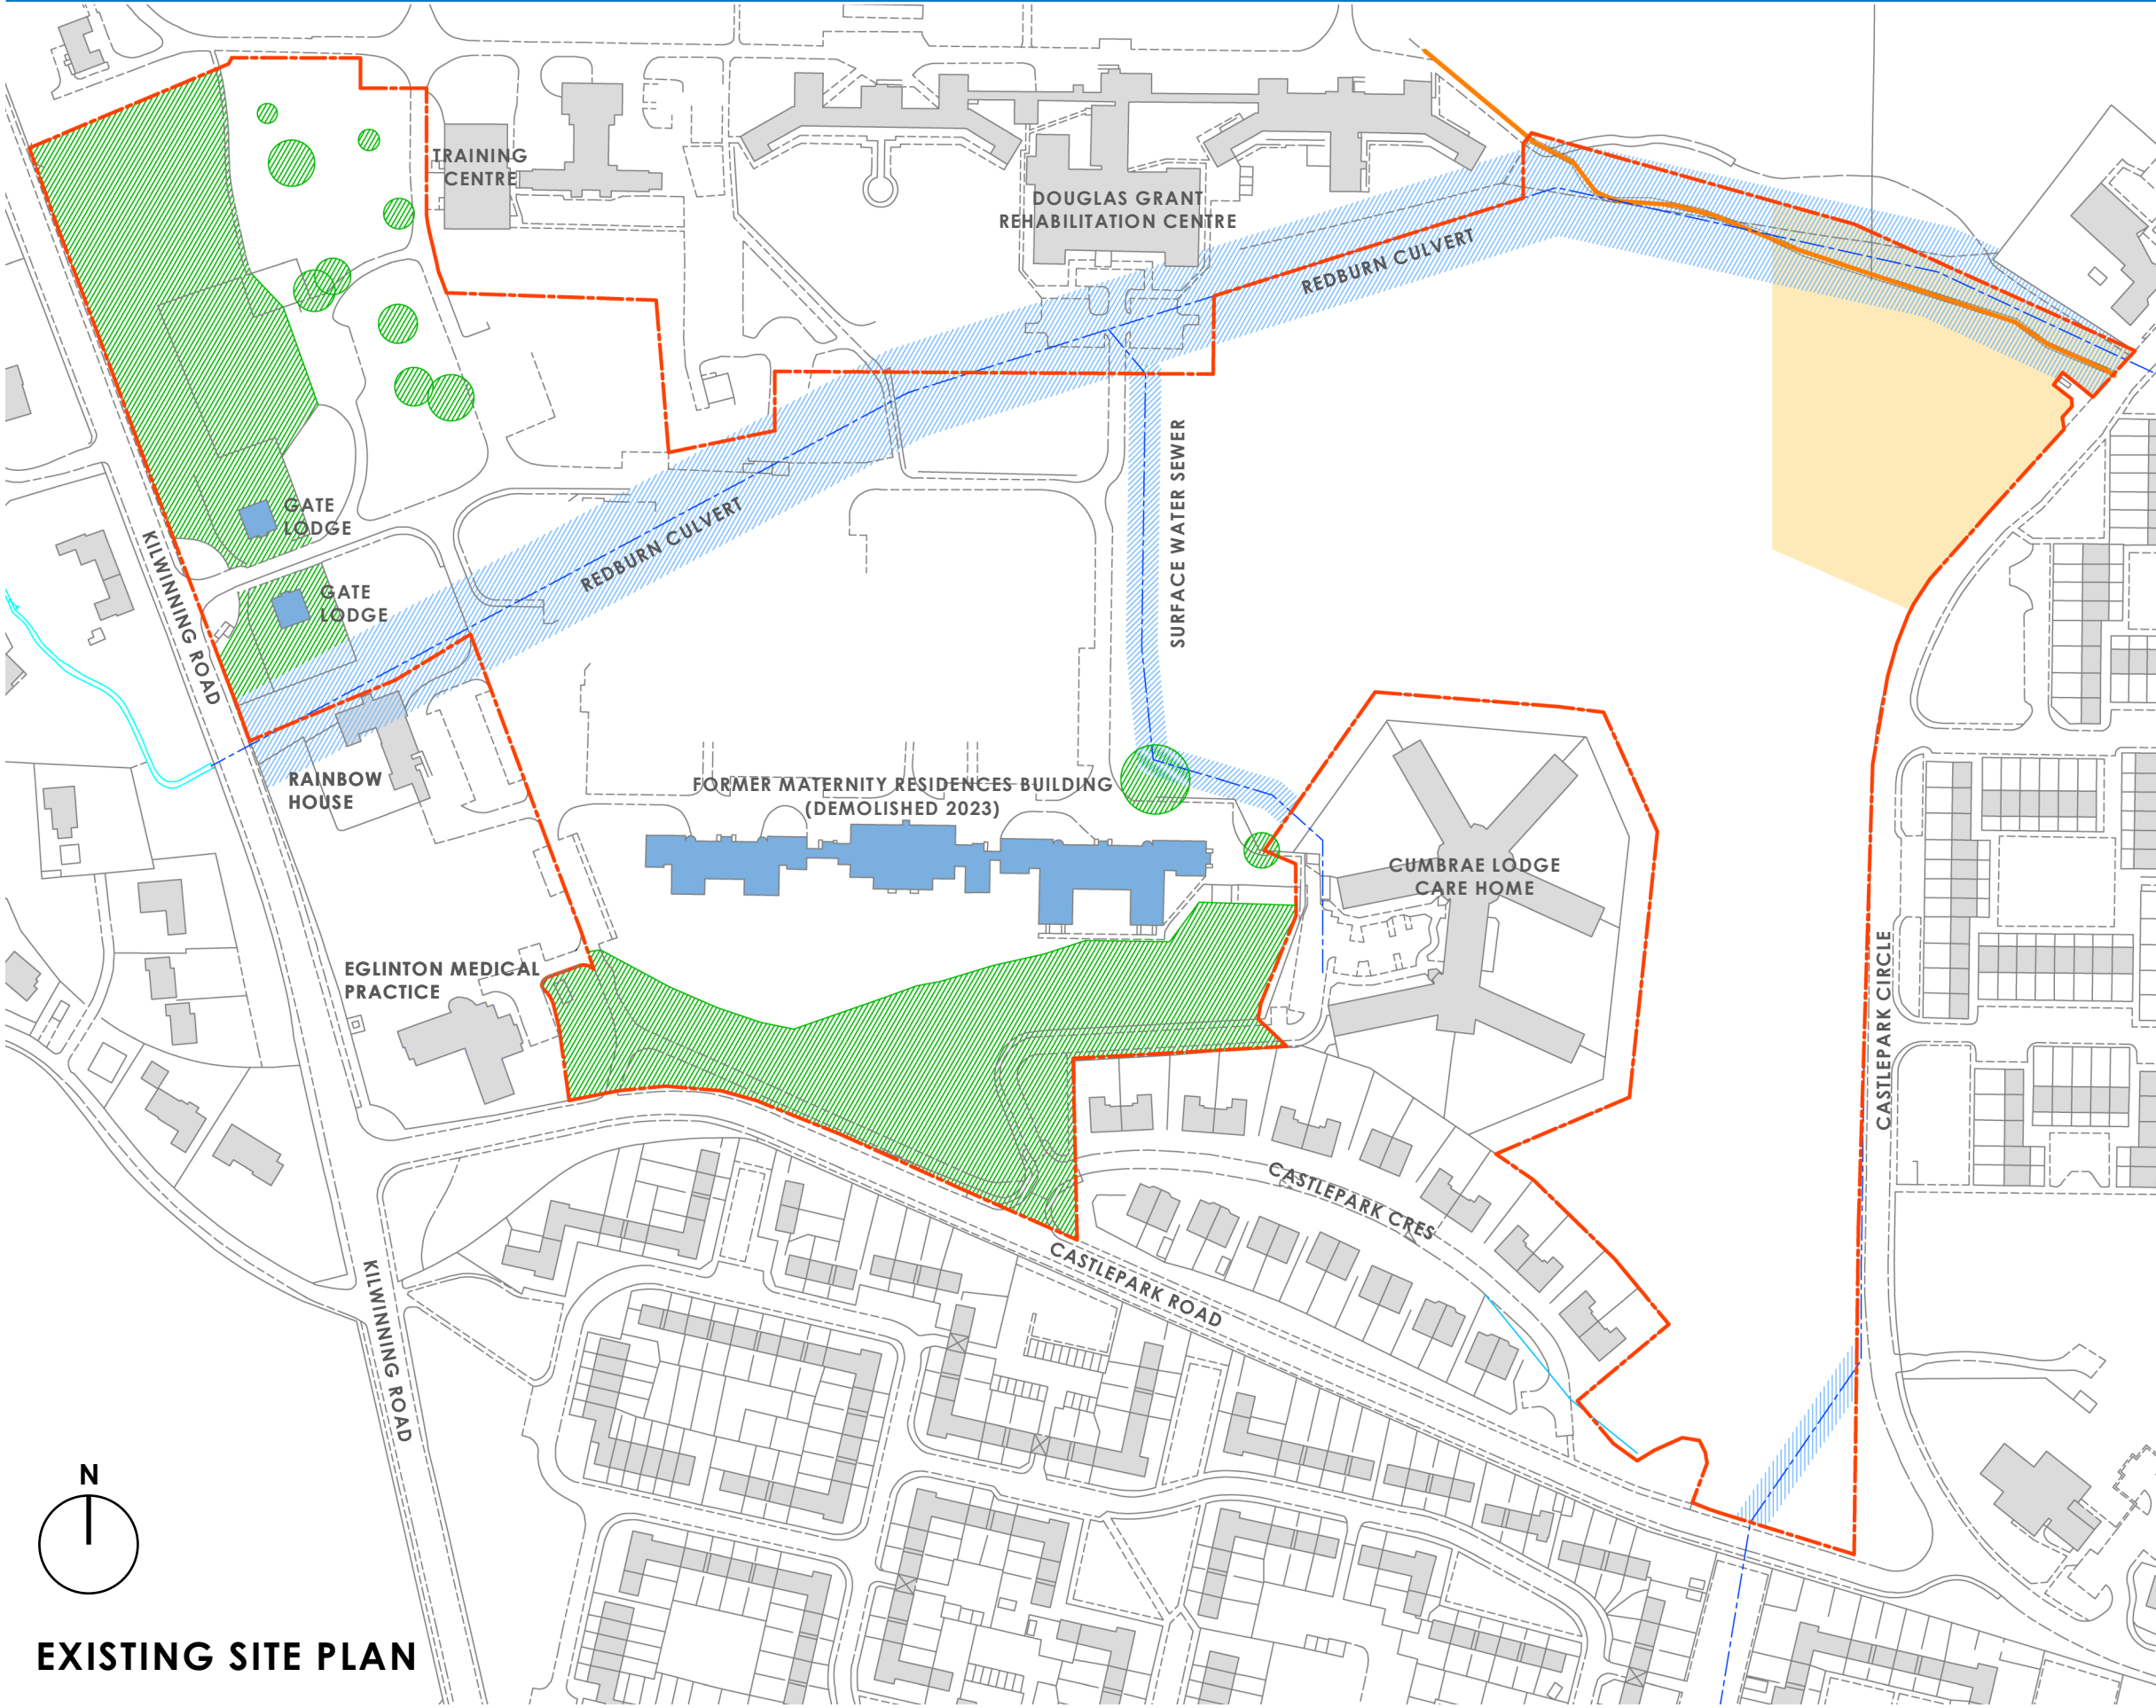 TRAINING
CENTRE
DOUGLAS GRANT
REHABILITATION CENTRE
REDBURN CULVERT
GATE
LODGE
SURFACE WATER SEWER
REDBURN CULVERT
KILWINNING ROAD
GATE
LODGE
RAINBOW
HOUSE
FORMER MATERNITY RESIDENCES BUILDING
(DEMOLISHED 2023)
CUMBRAE LODGE
CARE HOME
EGLINTON MEDICAL
PRACTICE
CASTLEPARK CIRCLE
CASTLEPARK CRES
CASTLEPARK ROAD
KILWINNING ROAD
N
EXISTING SITE PLAN